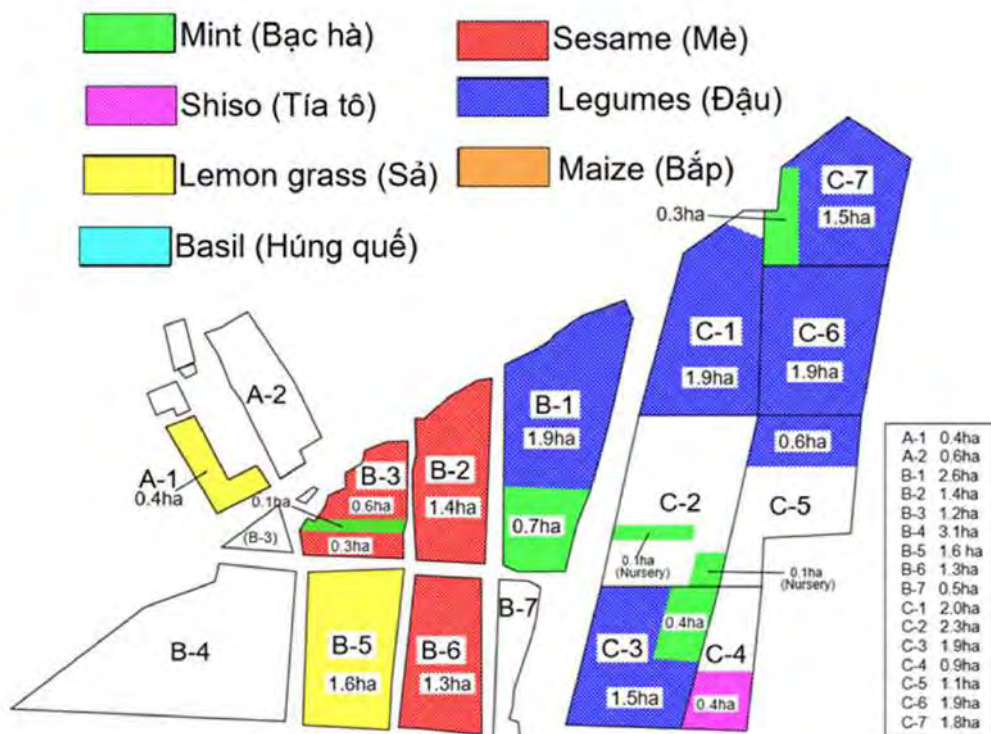 Mint (Bạc hà)
Sesame (Mè)
Shiso (Tía tô)
Legumes (Đậu)
Lemon grass (Sả)
Maize (Bắp)
Basil (Húng quế)
C-7
1.5ha
0.3ha
C-1
1.9ha
C-6
1.9ha
A-2
B-1
1.9ha
0.6ha
A-1
0.4ha
B-3
0.6ha
0.1ha
B-2
1.4ha
C-2
C-5
(B-3)
0.3ha
0.7ha
0.1ha
(Nursery)
0.1ha
(Nursery)
B-4
B-5
1.6ha
B-6
1.3ha
B-7
C-3
1.5ha
0.4ha
C-4
0.4ha
A-1 0.4ha
A-2 0.6ha
B-1 2.6ha
B-2 1.4ha
B-3 1.2ha
B-4 3.1ha
B-5 1.6 ha
B-6 1.3ha
B-7 0.5ha
C-1 2.0ha
C-2 2.3ha
C-3 1.9ha
C-4 0.9ha
C-5 1.1ha
C-6 1.9ha
C-7 1.8ha